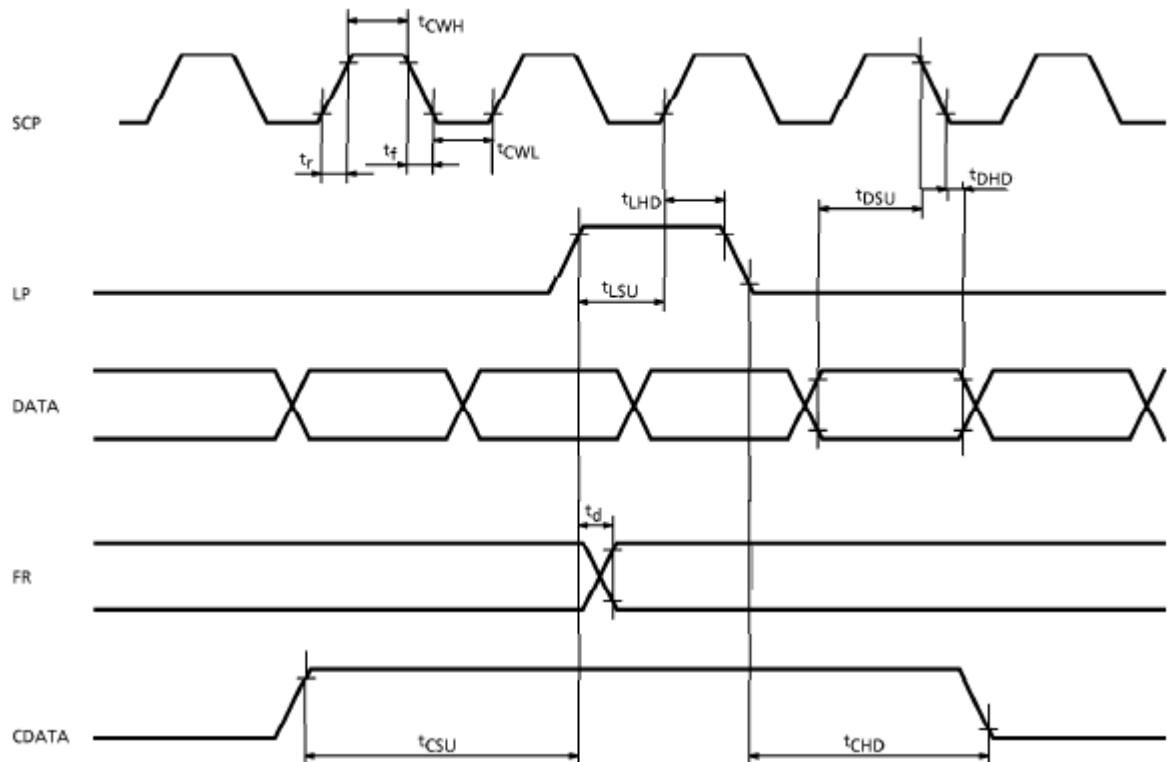 tCWH
SCP
tr
tf
tCWL
tDHD
tLHD
tDSU
LP
tLSU
DATA
td
FR
CDATA
tCSU
tCHD